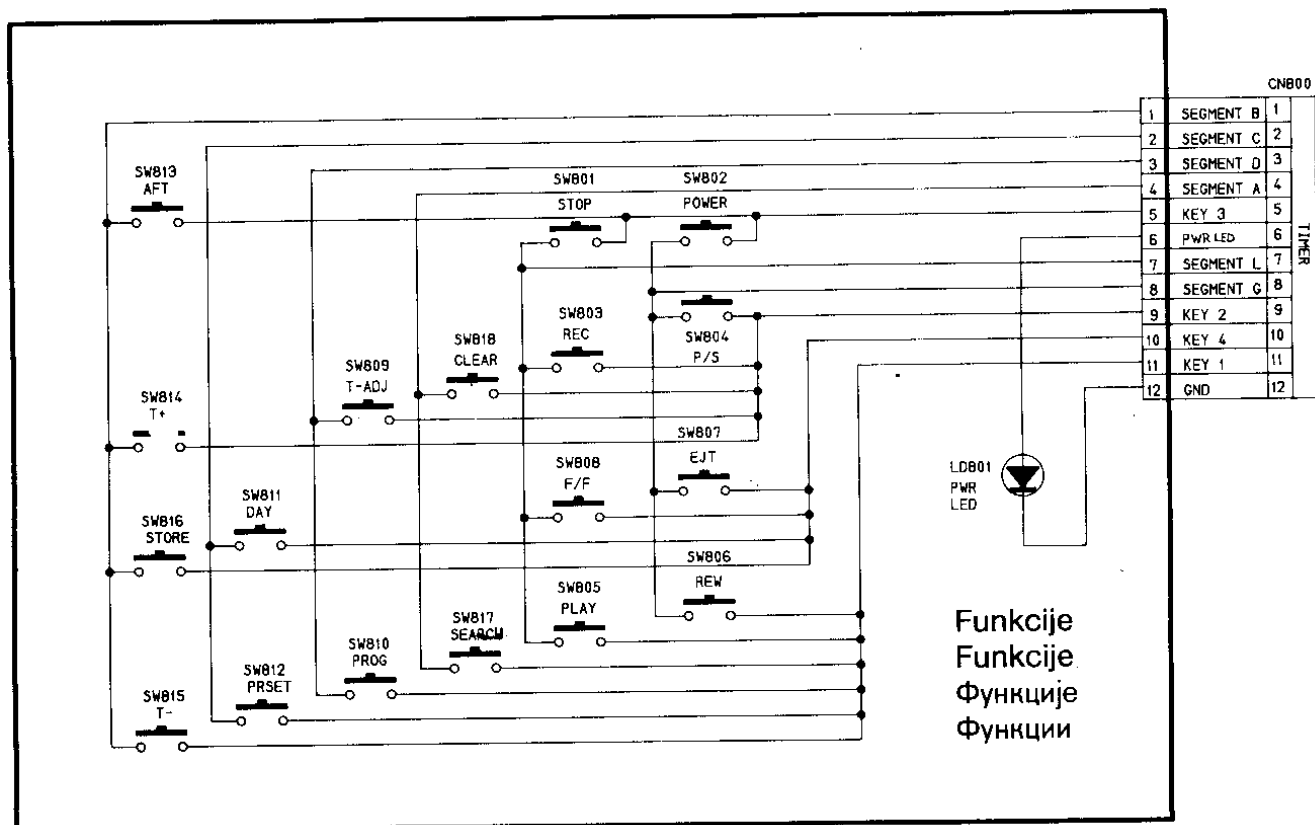 CN800
1 SEGMENT B 1
2 SEGMENT C 2
3 SEGMENT D 3
4 SEGMENT A 4
5 KEY 3 5
6 PWR LED 6
7 SEGMENT L 7
8 SEGMENT G 8
9 KEY 2 9
10 KEY 4 10
11 KEY 1 11
12 GND 12
TIMER
SW813
AFT
SW801
STOP
SW802
POWER
SW803
REC
SW804
P/S
SW818
CLEAR
SW809
T-ADJ
SW814
T+
SW807
EJT
SW808
F/F
LD801
PWR
LED
SW811
DAY
SW816
STORE
SW806
REW
SW805
PLAY
SW817
SEARCH
SW810
PROG
SW812
PRSET
SW815
T-
Funkcije
Funkcije
Функције
Функции